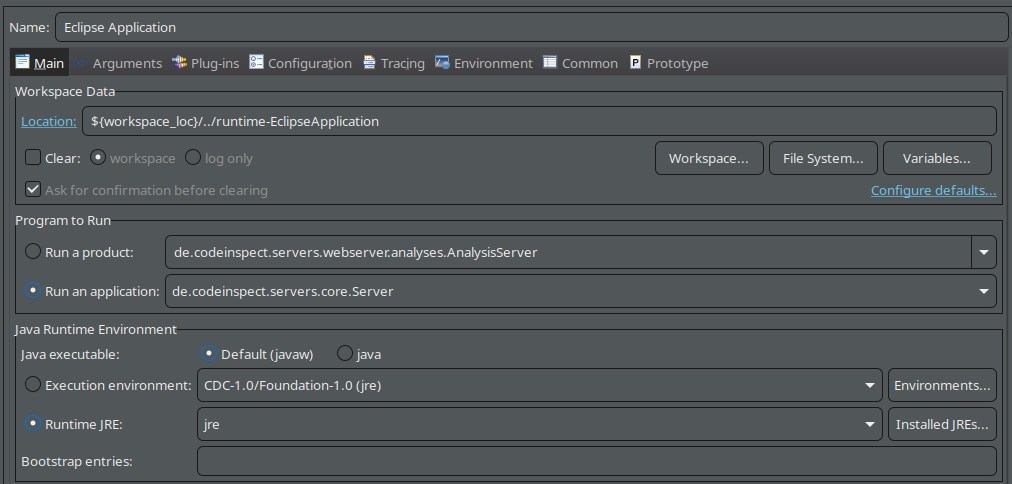 Name: Eclipse Application
Main Arguments Plug-ins Configuration Tracing Environment Common P Prototype
Workspace Data
Location: ${workspace_loc}/../runtime-EclipseApplication
Clear: workspace log only Workspace... File System... Variables...
Ask for confirmation before clearing Configure defaults...
Program to Run
Run a product: de.codeinspect.servers.webserver.analyses.AnalysisServer
Run an application: de.codeinspect.servers.core.Server
Java Runtime Environment
Java executable: Default (javaw) java
Execution environment: CDC-1.0/Foundation-1.0 (jre) Environments...
Runtime JRE: jre Installed JREs...
Bootstrap entries: